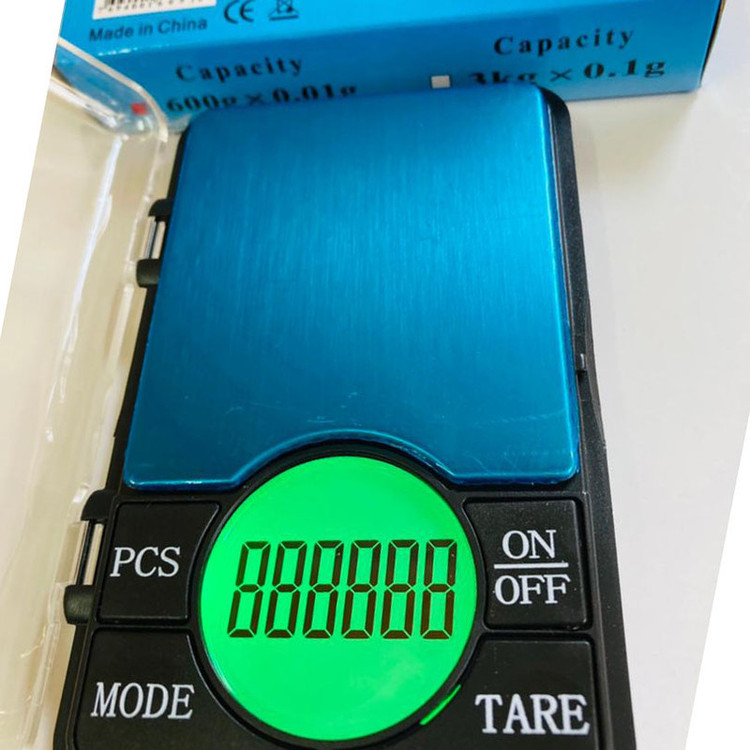 Made in China
CE
Capacity
600g×0.01g
Capacity
3kg×0.1g
PCS
888888
ON
OFF
MODE
TARE